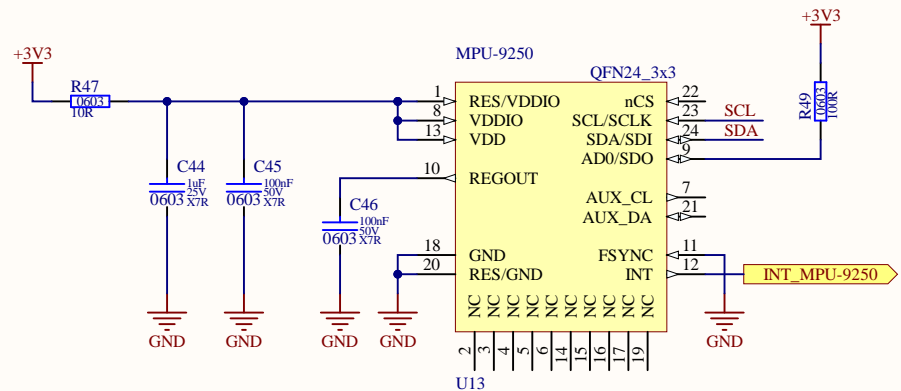 +3V3
MPU-9250
+3V3
QFN24_3x3
R47
0603
10R
R49
0603
100R
1
RES/VDDIO
nCS
22
8
VDDIO
SCL/SCLK
23
SCL
13
VDD
SDA/SDI
24
SDA
AD0/SDO
9
C44
1uF
25V
0603
X7R
C45
100nF
50V
0603
X7R
10
REGOUT
AUX_CL
7
AUX_DA
21
C46
100nF
50V
0603
X7R
18
GND
FSYNC
11
20
RES/GND
INT
12
INT_MPU-9250
NC NC NC NC NC NC NC NC NC NC
GND
GND
GND
GND
GND
2 3 4 5 6 14 15 16 17 19
U13